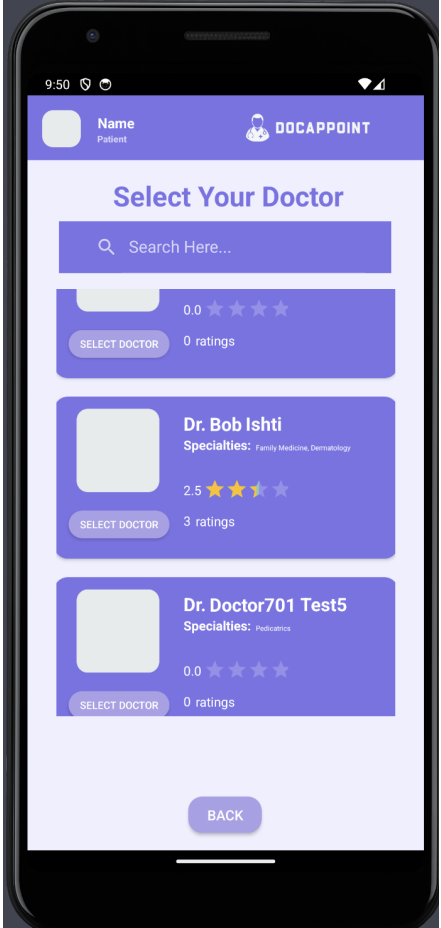 9:50
Name
Patient
DOCAPPOINT
Select Your Doctor
Search Here...
0.0
SELECT DOCTOR
0 ratings
Dr. Bob Ishti
Specialties: Family Medicine, Dermatology
2.5
SELECT DOCTOR
3 ratings
Dr. Doctor701 Test5
Specialties: Pedicatrics
0.0
SELECT DOCTOR
0 ratings
BACK